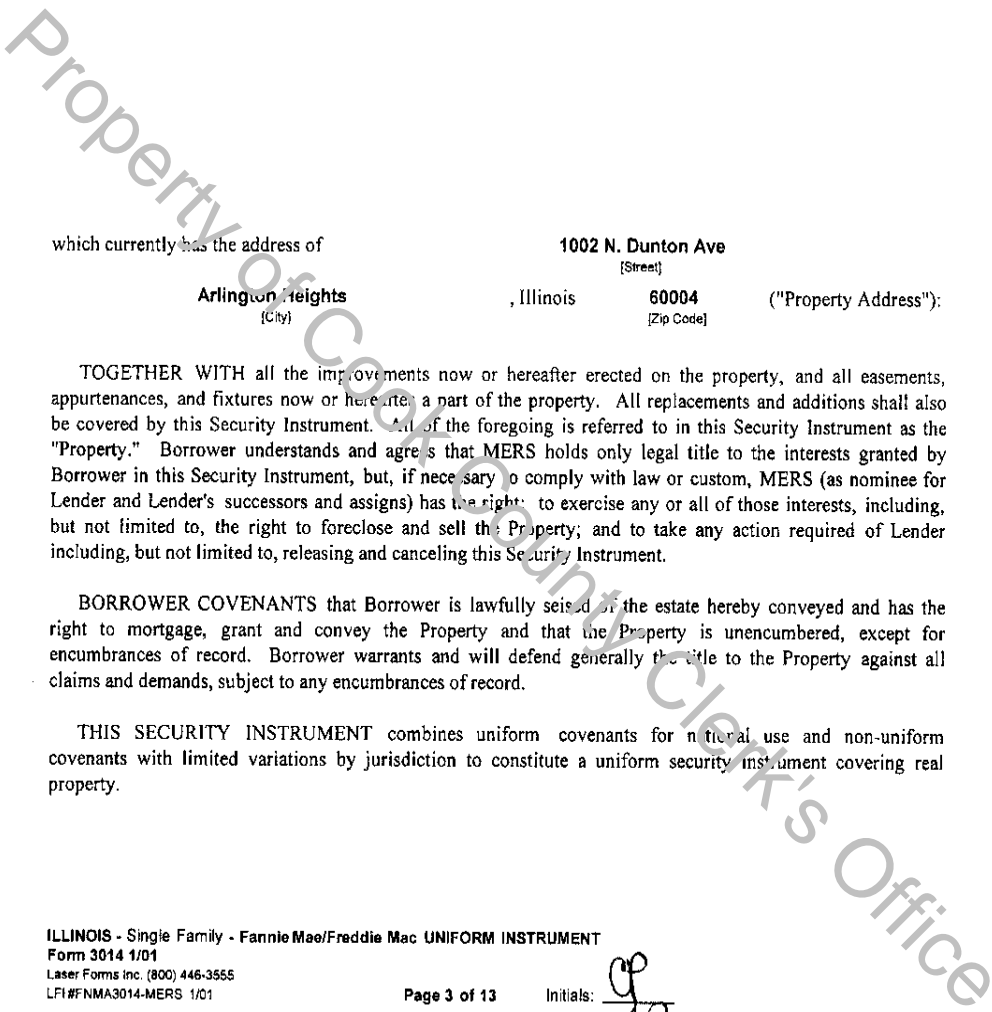 Property of Cook County Clerk's Office
which currently has the address of 1002 N. Dunton Ave
[Street]
Arlington Heights , Illinois 60004 ("Property Address"):
[City] [Zip Code]
TOGETHER WITH all the improvements now or hereafter erected on the property, and all easements,
appurtenances, and fixtures now or hereafter a part of the property. All replacements and additions shall also
be covered by this Security Instrument. All of the foregoing is referred to in this Security Instrument as the
"Property." Borrower understands and agrees that MERS holds only legal title to the interests granted by
Borrower in this Security Instrument, but, if necessary to comply with law or custom, MERS (as nominee for
Lender and Lender's successors and assigns) has the right: to exercise any or all of those interests, including,
but not limited to, the right to foreclose and sell the Property; and to take any action required of Lender
including, but not limited to, releasing and canceling this Security Instrument.
BORROWER COVENANTS that Borrower is lawfully seised of the estate hereby conveyed and has the
right to mortgage, grant and convey the Property and that the Property is unencumbered, except for
encumbrances of record. Borrower warrants and will defend generally the title to the Property against all
claims and demands, subject to any encumbrances of record.
THIS SECURITY INSTRUMENT combines uniform covenants for national use and non-uniform
covenants with limited variations by jurisdiction to constitute a uniform security instrument covering real
property.
ILLINOIS - Single Family - Fannie Mae/Freddie Mac UNIFORM INSTRUMENT
Form 3014 1/01
Laser Forms Inc. (800) 446-3555
LFI #FNMA3014-MERS 1/01 Page 3 of 13 Initials: